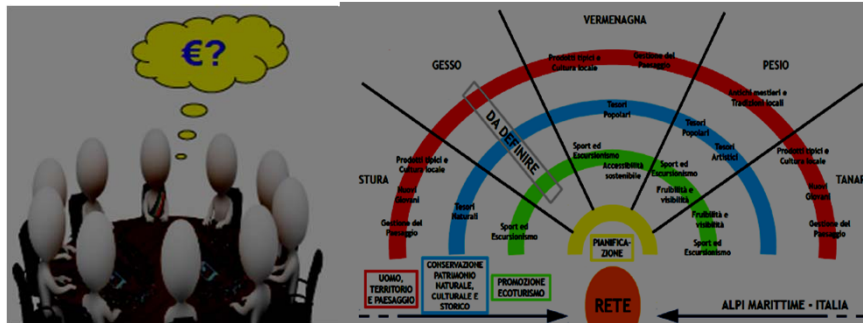 €?
VERMENAGNA
GESSO
PESIO
STURA
TANAR
Prodotti tipici e
Cultura locale
Gestione del
Paesaggio
Antichi mestieri e
Tradizioni locali
Prodotti tipici e
Cultura locale
Nuovi
Giovani
Gestione del
Paesaggio
Prodotti tipici e
Cultura locale
Nuovi
Giovani
Gestione del
Paesaggio
DA DEFINIRE
Tesori
Popolari
Tesori
Popolari
Tesori
Artistici
Tesori
Naturali
Sport ed
Escursionismo
Accessibilità
sostenibile
Sport ed
Escursionismo
Fruibilità e
visibilità
Fruibilità e
visibilità
Sport ed
Escursionismo
Sport ed
Escursionismo
PIANIFICA-
ZIONE
UOMO,
TERRITORIO
E PAESAGGIO
CONSERVAZIONE
PATRIMONIO
NATURALE,
CULTURALE E
STORICO
PROMOZIONE
ECOTURISMO
RETE
ALPI MARITTIME - ITALIA